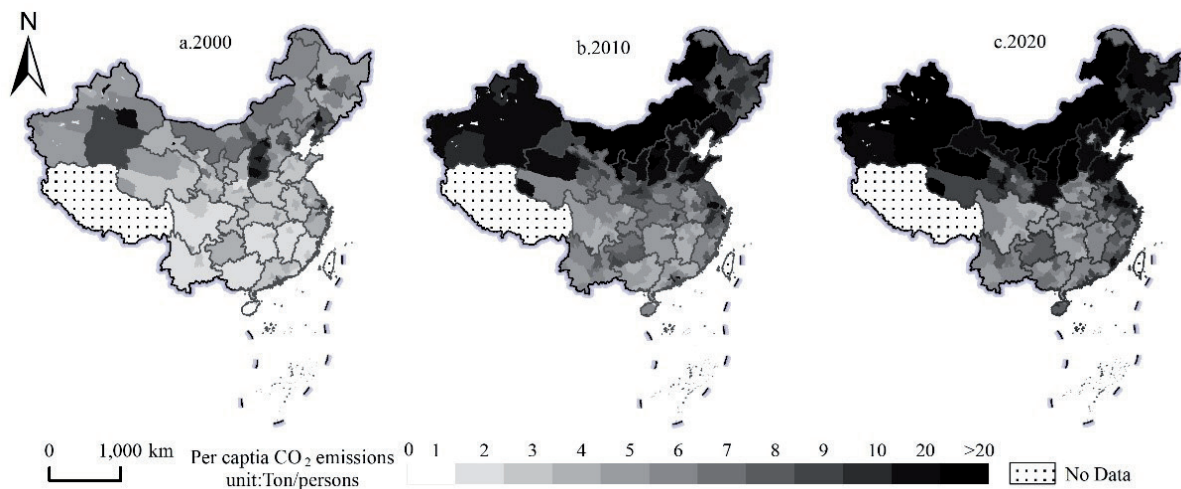 N
a.2000
b.2010
c.2020
0 1,000 km
Per captia CO₂ emissions
unit:Ton/persons
0 1 2 3 4 5 6 7 8 9 10 20 >20
No Data